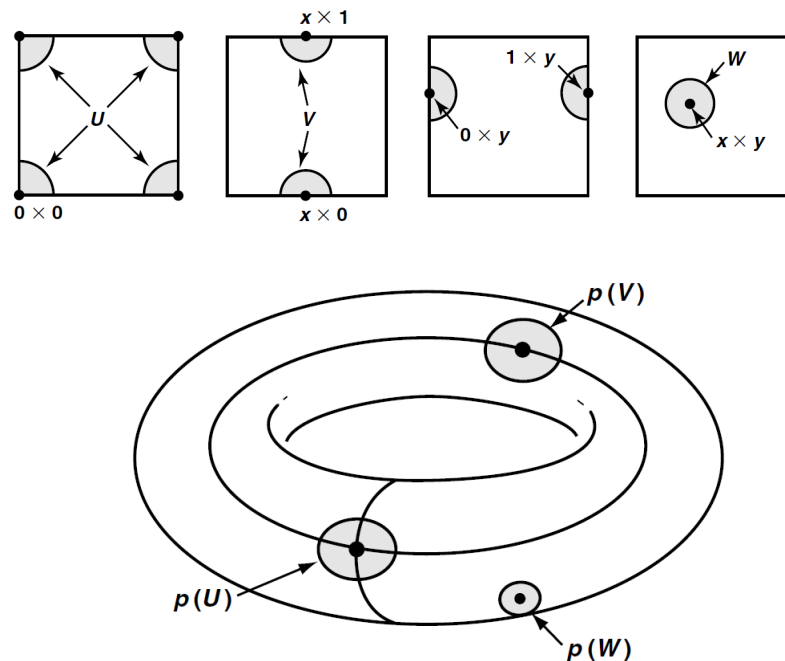 x × 1
U
0 × 0
V
x × 0
1 × y
0 × y
W
x × y
p(V)
p(U)
p(W)